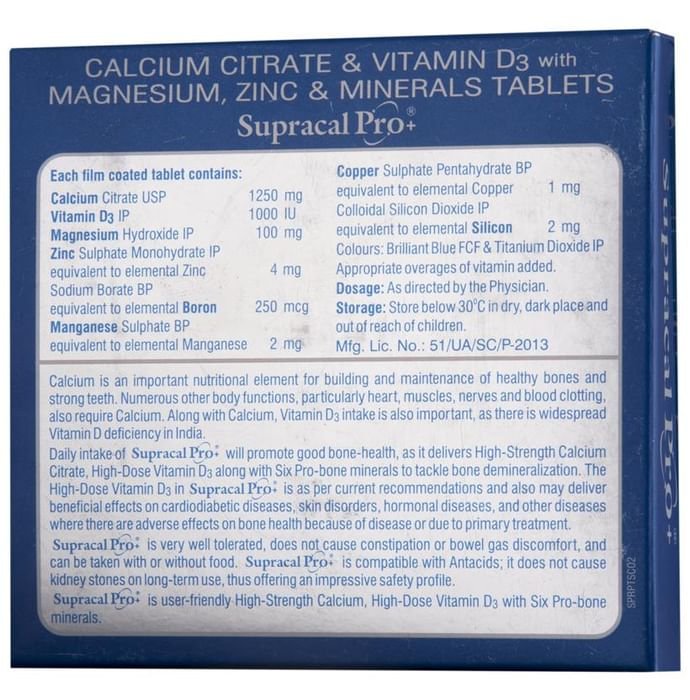 CALCIUM CITRATE & VITAMIN D3 with
MAGNESIUM, ZINC & MINERALS TABLETS
Supracal Pro+®
Each film coated tablet contains:
Calcium Citrate USP 1250 mg
Vitamin D3 IP 1000 IU
Magnesium Hydroxide IP 100 mg
Zinc Sulphate Monohydrate IP
equivalent to elemental Zinc 4 mg
Sodium Borate BP
equivalent to elemental Boron 250 mcg
Manganese Sulphate BP
equivalent to elemental Manganese 2 mg
Copper Sulphate Pentahydrate BP
equivalent to elemental Copper 1 mg
Colloidal Silicon Dioxide IP
equivalent to elemental Silicon 2 mg
Colours: Brilliant Blue FCF & Titanium Dioxide IP
Appropriate overages of vitamin added.
Dosage: As directed by the Physician.
Storage: Store below 30°C in dry, dark place and
out of reach of children.
Mfg. Lic. No.: 51/UA/SC/P-2013
Calcium is an important nutritional element for building and maintenance of healthy bones and
strong teeth. Numerous other body functions, particularly heart, muscles, nerves and blood clotting,
also require Calcium. Along with Calcium, Vitamin D3 intake is also important, as there is widespread
Vitamin D deficiency in India.
Daily intake of Supracal Pro+® will promote good bone-health, as it delivers High-Strength Calcium
Citrate, High-Dose Vitamin D3 along with Six Pro-bone minerals to tackle bone demineralization. The
High-Dose Vitamin D3 in Supracal Pro+® is as per current recommendations and also may deliver
beneficial effects on cardiodiabetic diseases, skin disorders, hormonal diseases, and other diseases
where there are adverse effects on bone health because of disease or due to primary treatment.
Supracal Pro+® is very well tolerated, does not cause constipation or bowel gas discomfort, and
can be taken with or without food. Supracal Pro+® is compatible with Antacids; it does not cause
kidney stones on long-term use, thus offering an impressive safety profile.
Supracal Pro+® is user-friendly High-Strength Calcium, High-Dose Vitamin D3 with Six Pro-bone
minerals.
SPRPTSC02
Supracal Pro+®